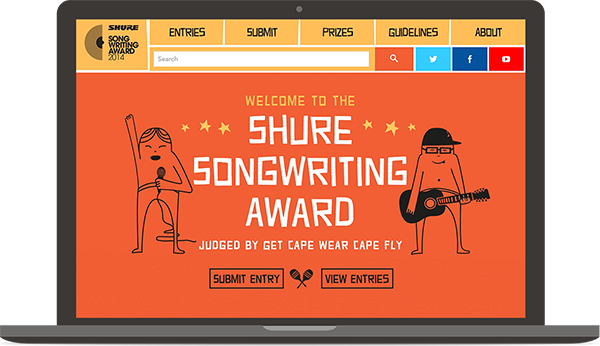 SHURE
SONG
WRITING
AWARD
2014
ENTRIES
SUBMIT
PRIZES
GUIDELINES
ABOUT
Search
WELCOME TO THE
SHURE
SONGWRITING
AWARD
JUDGED BY GET CAPE WEAR CAPE FLY
SUBMIT ENTRY
VIEW ENTRIES